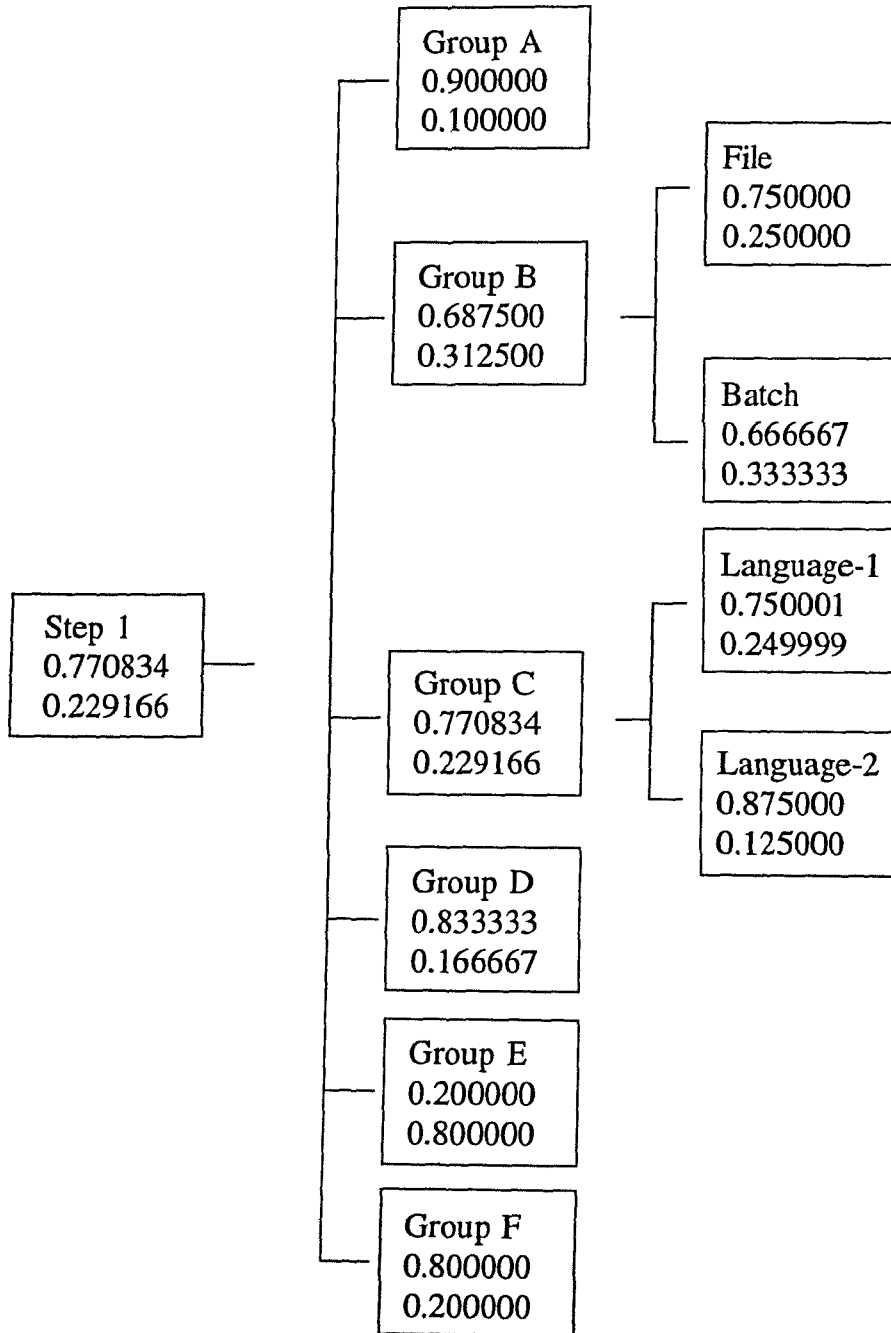 Group A
0.900000
0.100000
File
0.750000
0.250000
Group B
0.687500
0.312500
Batch
0.666667
0.333333
Language-1
0.750001
0.249999
Step 1
0.770834
0.229166
Group C
0.770834
0.229166
Language-2
0.875000
0.125000
Group D
0.833333
0.166667
Group E
0.200000
0.800000
Group F
0.800000
0.200000